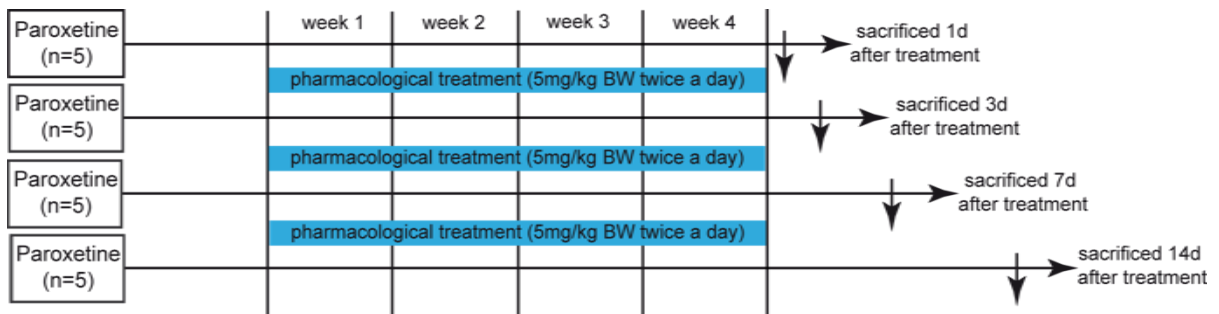 week 1 week 2 week 3 week 4
Paroxetine
(n=5)
sacrificed 1d
after treatment
pharmacological treatment (5mg/kg BW twice a day)
Paroxetine
(n=5)
sacrificed 3d
after treatment
pharmacological treatment (5mg/kg BW twice a day)
Paroxetine
(n=5)
sacrificed 7d
after treatment
pharmacological treatment (5mg/kg BW twice a day)
Paroxetine
(n=5)
sacrificed 14d
after treatment